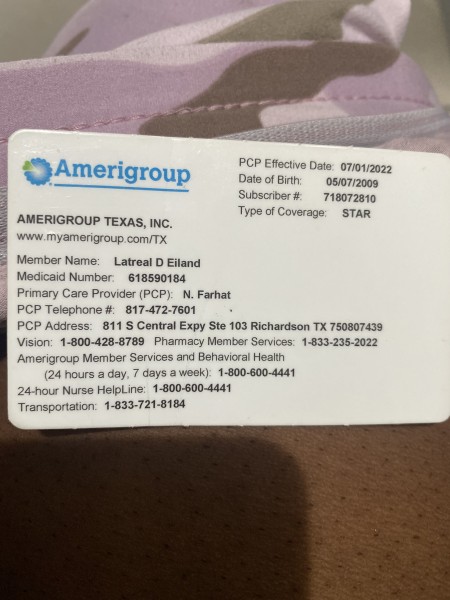 Amerigroup
PCP Effective Date: 07/01/2022
Date of Birth: 05/07/2009
Subscriber #: 718072810
Type of Coverage: STAR
AMERIGROUP TEXAS, INC.
www.myamerigroup.com/TX
Member Name: Latreal D Eiland
Medicaid Number: 618590184
Primary Care Provider (PCP): N. Farhat
PCP Telephone #: 817-472-7601
PCP Address: 811 S Central Expy Ste 103 Richardson TX 750807439
Vision: 1-800-428-8789 Pharmacy Member Services: 1-833-235-2022
Amerigroup Member Services and Behavioral Health
(24 hours a day, 7 days a week): 1-800-600-4441
24-hour Nurse HelpLine: 1-800-600-4441
Transportation: 1-833-721-8184